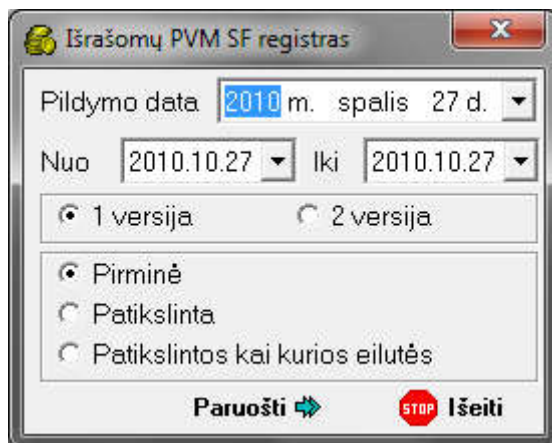 Išrašomų PVM SF registras
Pildymo data 2010 m. spalis 27 d.
Nuo 2010.10.27 Iki 2010.10.27
1 versija 2 versija
Pirminė
Patikslinta
Patikslintos kai kurios eilutės
Paruošti STOP Išeiti